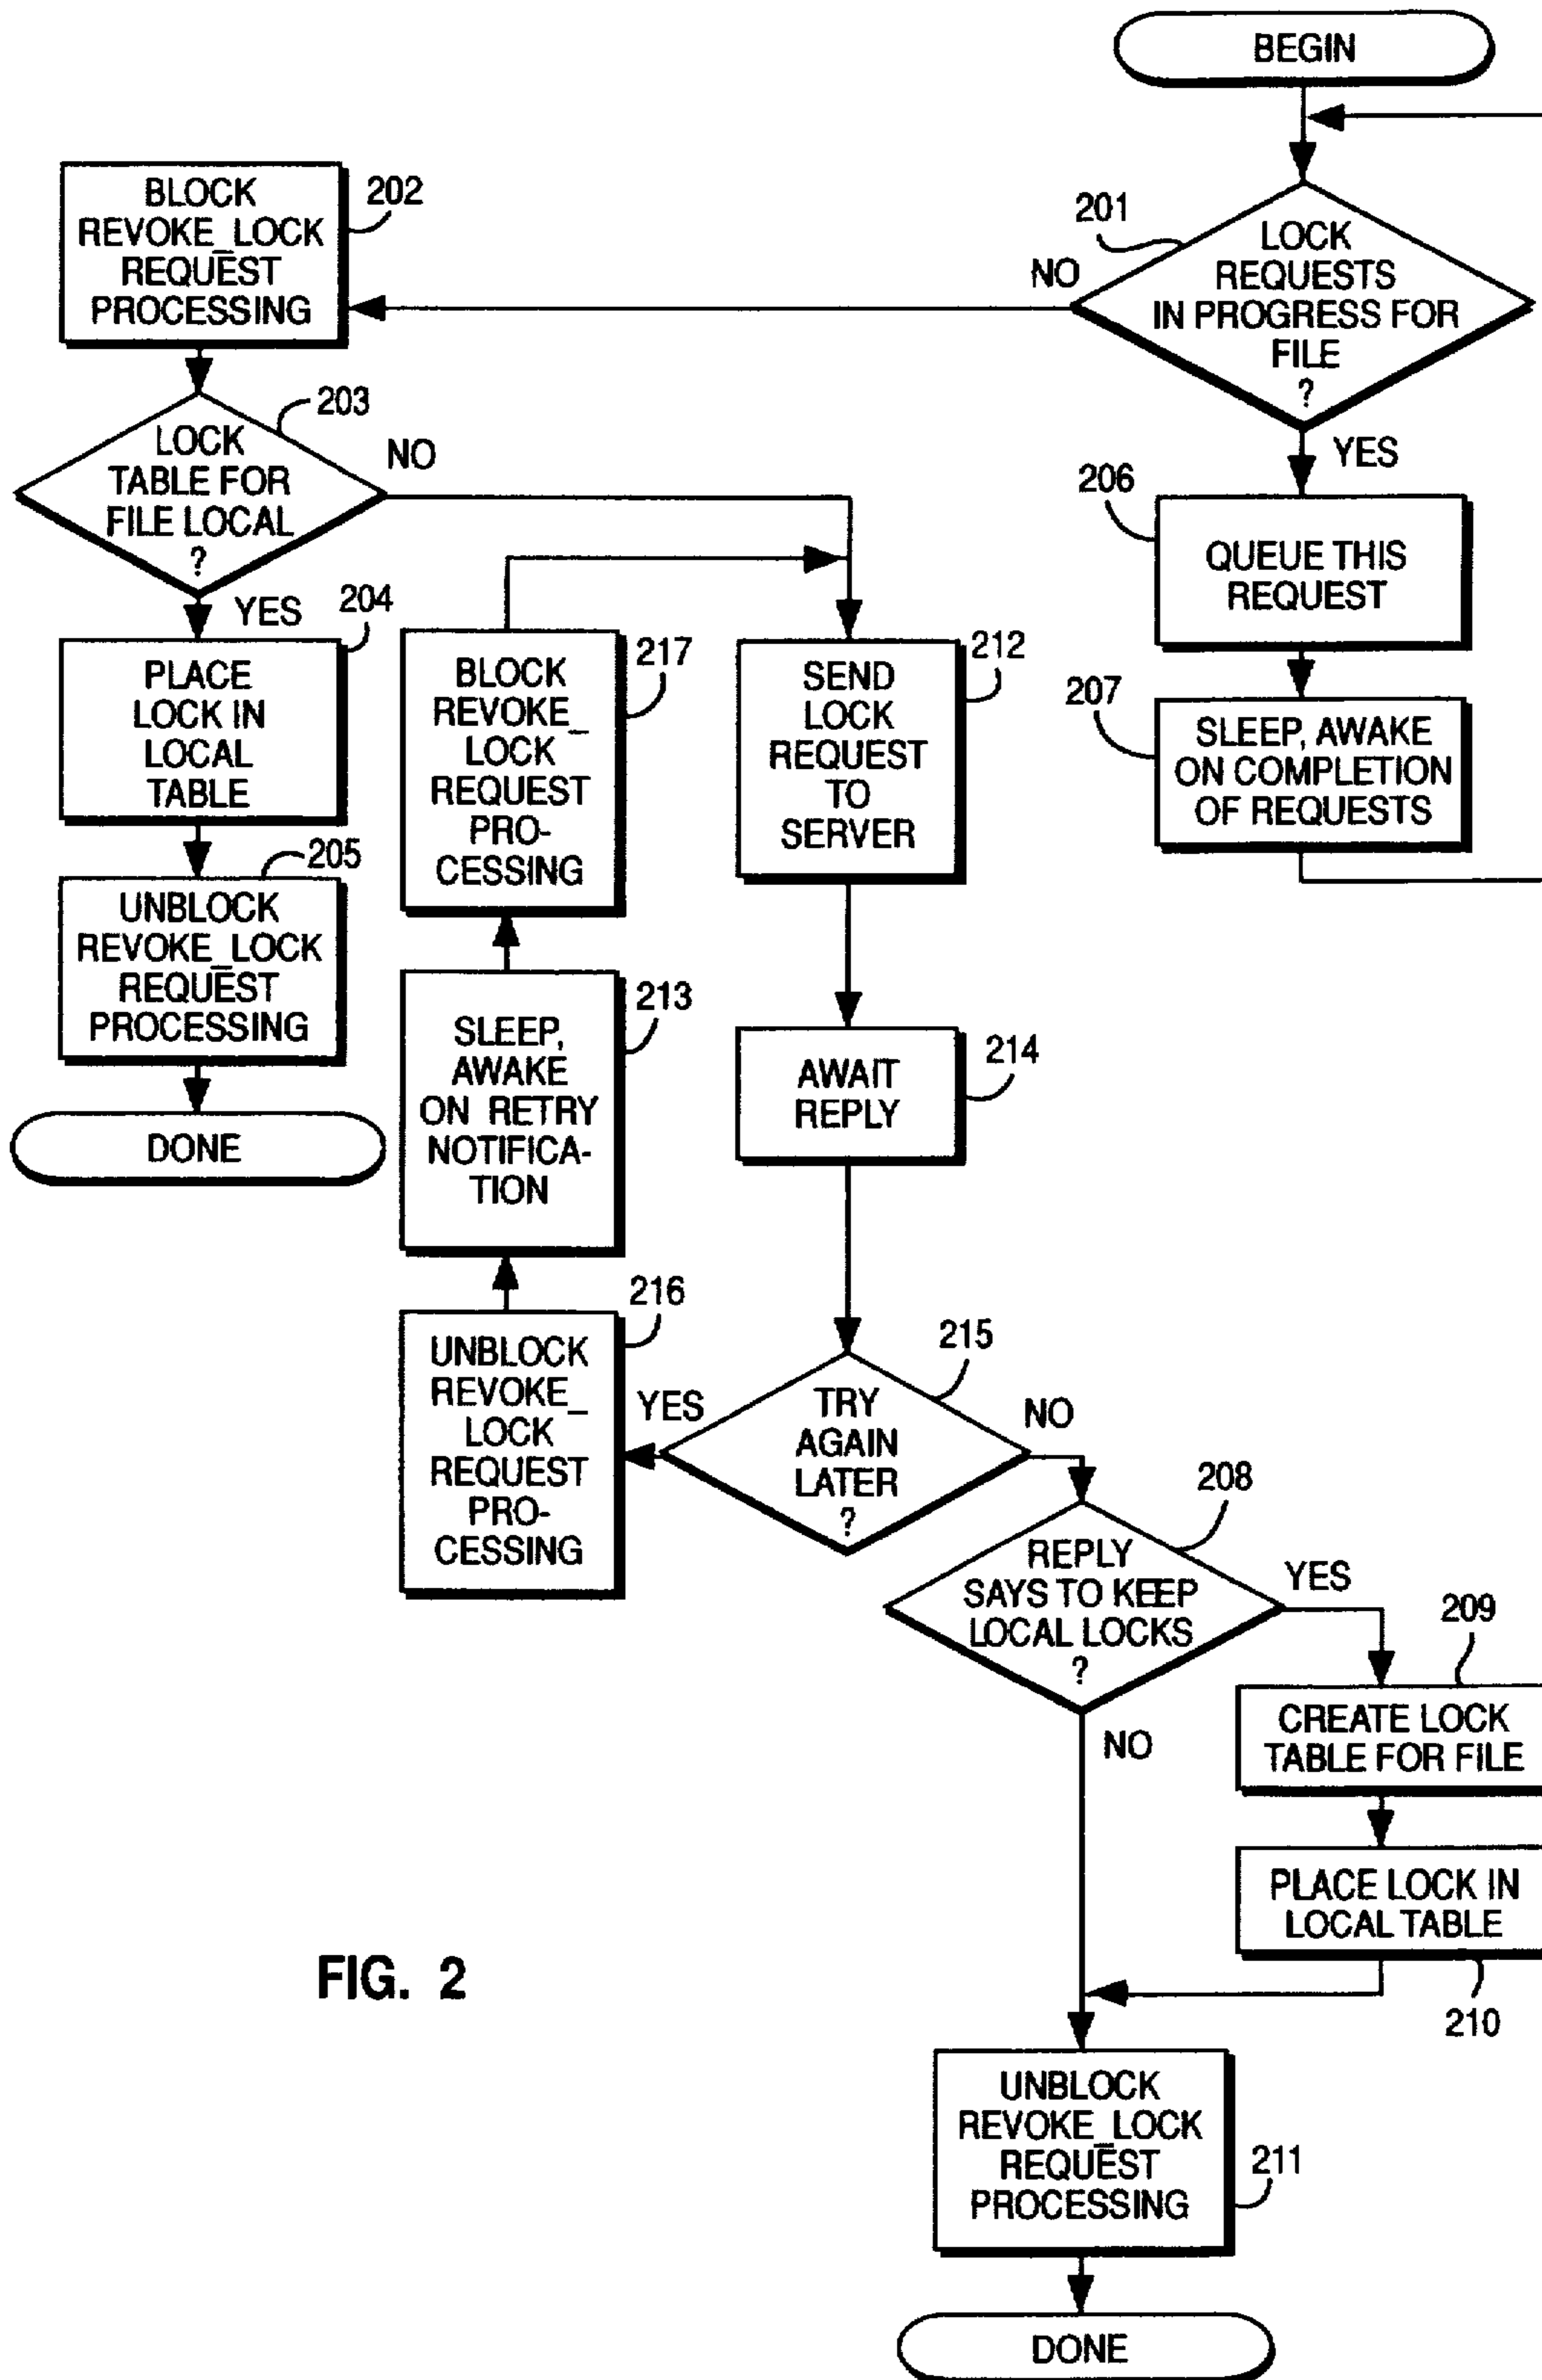 BEGIN
201
LOCK
REQUESTS
IN PROGRESS FOR
FILE
?
NO
YES
BLOCK
REVOKE_LOCK
REQUEST
PROCESSING
202
203
LOCK
TABLE FOR
FILE LOCAL
?
NO
YES
204
PLACE
LOCK IN
LOCAL
TABLE
205
UNBLOCK
REVOKE_LOCK
REQUEST
PROCESSING
DONE
206
QUEUE THIS
REQUEST
207
SLEEP, AWAKE
ON COMPLETION
OF REQUESTS
217
BLOCK
REVOKE_
LOCK
REQUEST
PRO-
CESSING
212
SEND
LOCK
REQUEST
TO
SERVER
213
SLEEP,
AWAKE
ON RETRY
NOTIFICA-
TION
214
AWAIT
REPLY
216
UNBLOCK
REVOKE_
LOCK
REQUEST
PRO-
CESSING
215
YES
TRY
AGAIN
LATER
?
NO
208
REPLY
SAYS TO KEEP
LOCAL LOCKS
?
YES
NO
209
CREATE LOCK
TABLE FOR FILE
PLACE LOCK IN
LOCAL TABLE
210
UNBLOCK
REVOKE_LOCK
REQUEST
PROCESSING
211
DONE
FIG. 2